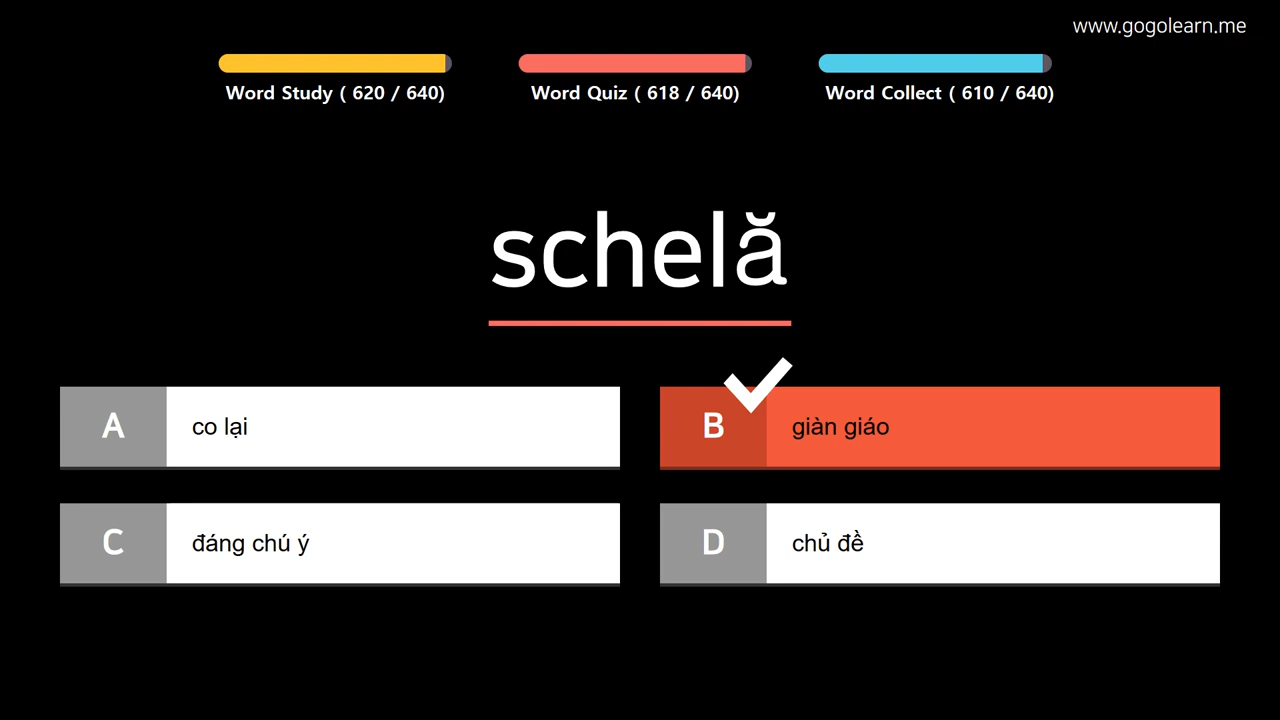 www.gogolearn.me
Word Study ( 620 / 640)
Word Quiz ( 618 / 640)
Word Collect ( 610 / 640)
schelă
A
co lại
B
giàn giáo
C
đáng chú ý
D
chủ đề